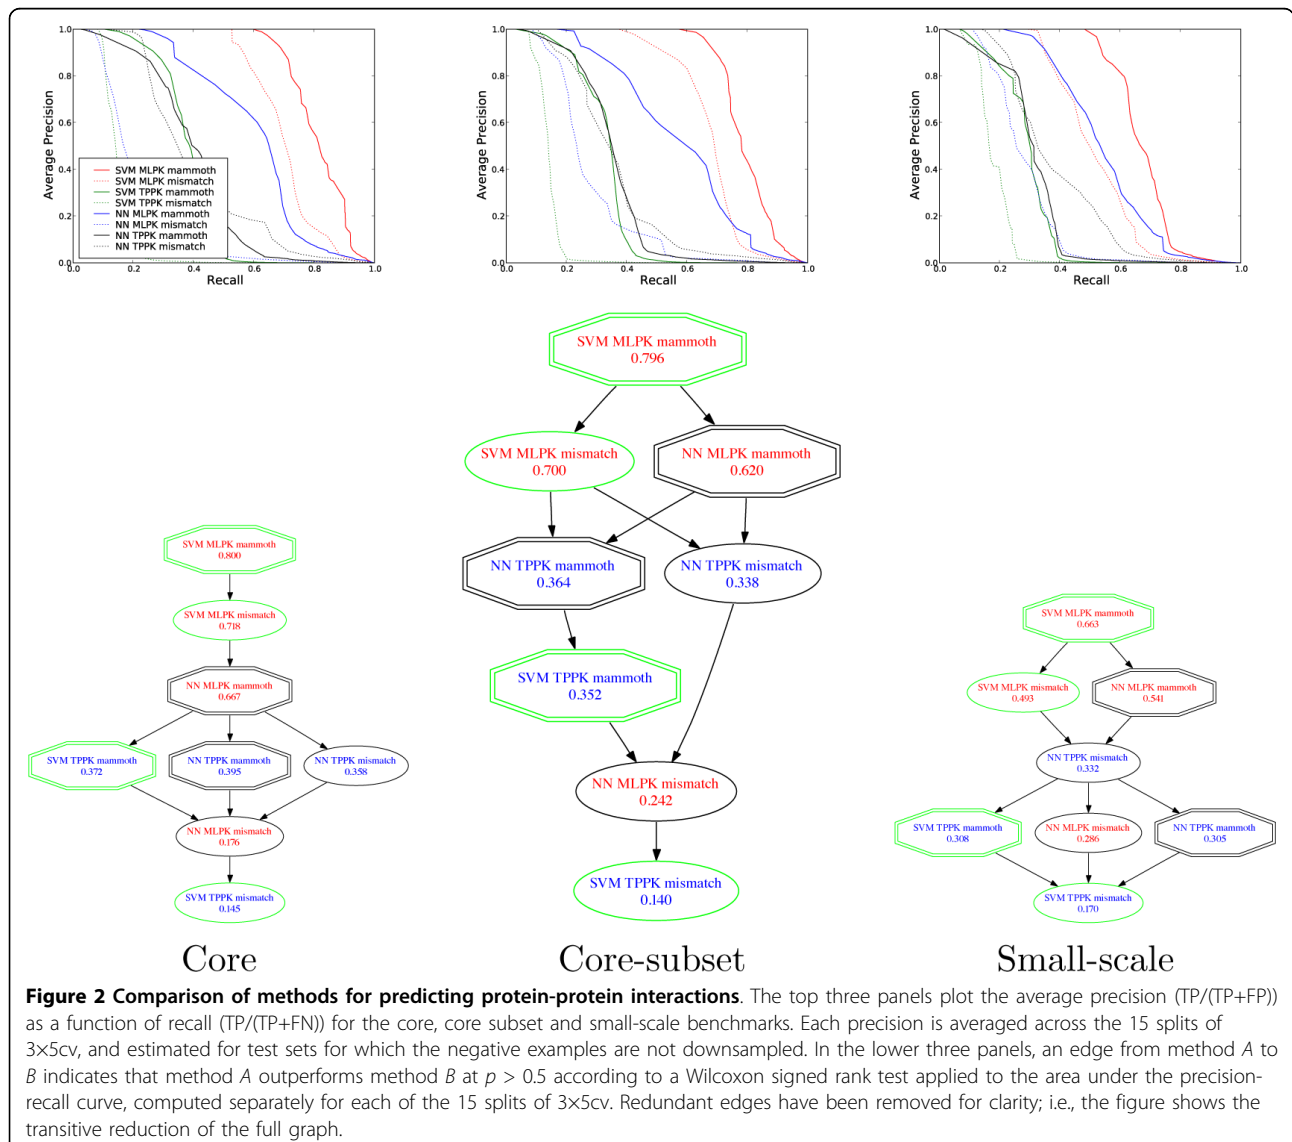 1.0
0.8
0.6
0.4
0.2
0.0
Average Precision
SVM MLPK mammoth
SVM MLPK mismatch
SVM TPPK mammoth
SVM TPPK mismatch
NN MLPK mammoth
NN MLPK mismatch
NN TPPK mammoth
NN TPPK mismatch
0.0 0.2 0.4 0.6 0.8 1.0
Recall
1.0
0.8
0.6
0.4
0.2
0.0
Average Precision
0.0 0.2 0.4 0.6 0.8 1.0
Recall
1.0
0.8
0.6
0.4
0.2
0.0
Average Precision
0.0 0.2 0.4 0.6 0.8 1.0
Recall
SVM MLPK mammoth
0.800
SVM MLPK mismatch
0.718
NN MLPK mammoth
0.667
SVM TPPK mammoth
0.372
NN TPPK mammoth
0.395
NN TPPK mismatch
0.358
NN MLPK mismatch
0.176
SVM TPPK mismatch
0.145
Core
SVM MLPK mammoth
0.796
SVM MLPK mismatch
0.700
NN MLPK mammoth
0.620
NN TPPK mammoth
0.364
NN TPPK mismatch
0.338
SVM TPPK mammoth
0.352
NN MLPK mismatch
0.242
SVM TPPK mismatch
0.140
Core-subset
SVM MLPK mammoth
0.663
SVM MLPK mismatch
0.493
NN MLPK mammoth
0.541
NN TPPK mismatch
0.332
SVM TPPK mammoth
0.308
NN MLPK mismatch
0.286
NN TPPK mammoth
0.305
SVM TPPK mismatch
0.170
Small-scale
Figure 2 Comparison of methods for predicting protein-protein interactions. The top three panels plot the average precision (TP/(TP+FP))
as a function of recall (TP/(TP+FN)) for the core, core subset and small-scale benchmarks. Each precision is averaged across the 15 splits of
3×5cv, and estimated for test sets for which the negative examples are not downsampled. In the lower three panels, an edge from method A to
B indicates that method A outperforms method B at p > 0.5 according to a Wilcoxon signed rank test applied to the area under the precision-
recall curve, computed separately for each of the 15 splits of 3×5cv. Redundant edges have been removed for clarity; i.e., the figure shows the
transitive reduction of the full graph.